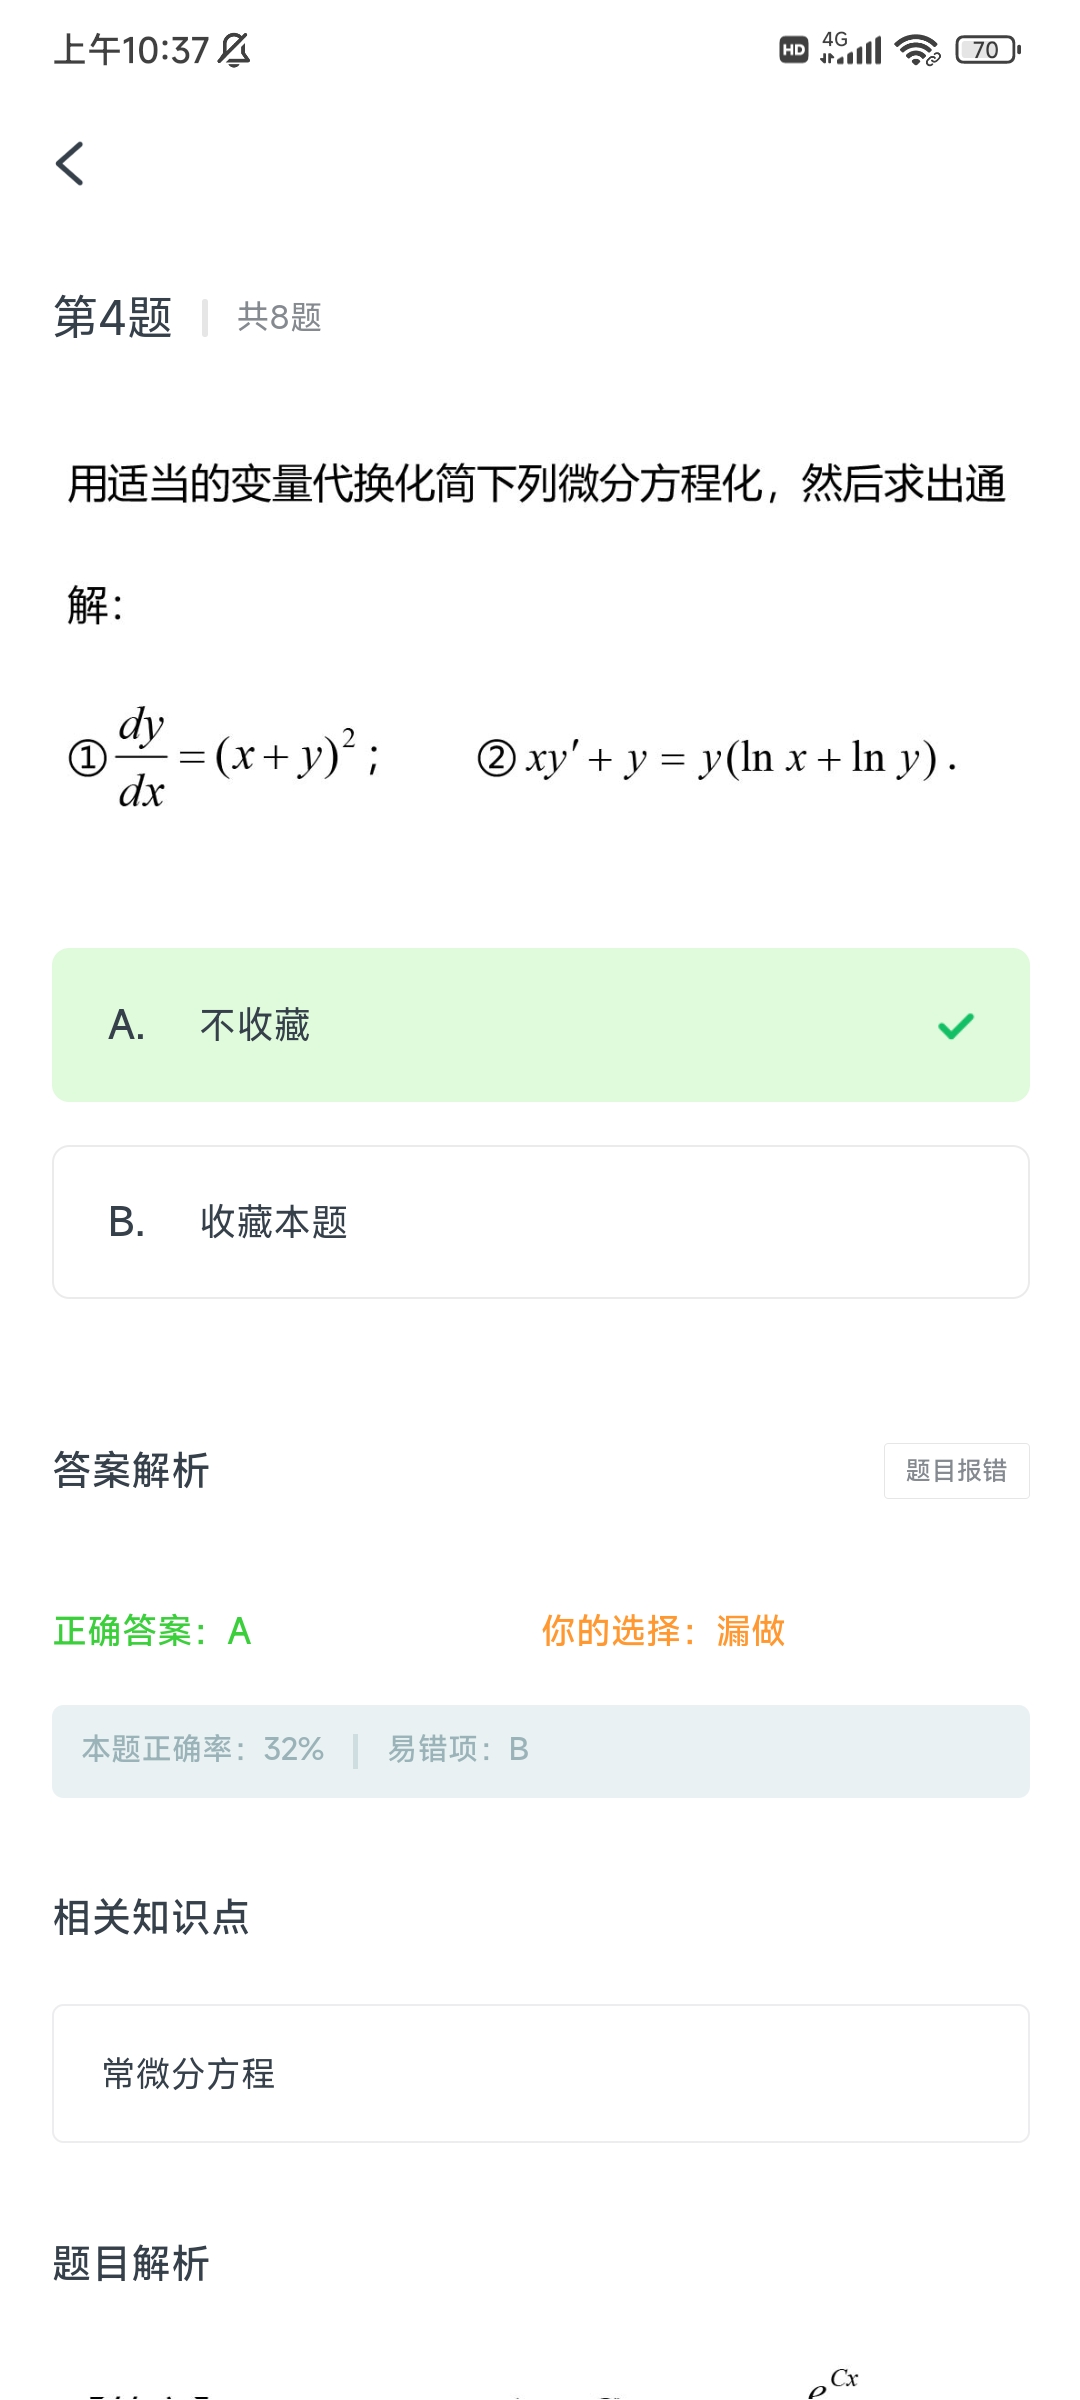 上午10:37
HD 4G 70
第4题 共8题
用适当的变量代换化简下列微分方程化，然后求出通
解：
① dy/dx = (x + y)² ; ② xy′ + y = y(ln x + ln y) .
A. 不收藏
B. 收藏本题
答案解析 题目报错
正确答案：A 你的选择：漏做
本题正确率：32% 易错项：B
相关知识点
常微分方程
题目解析
e^{Cx}